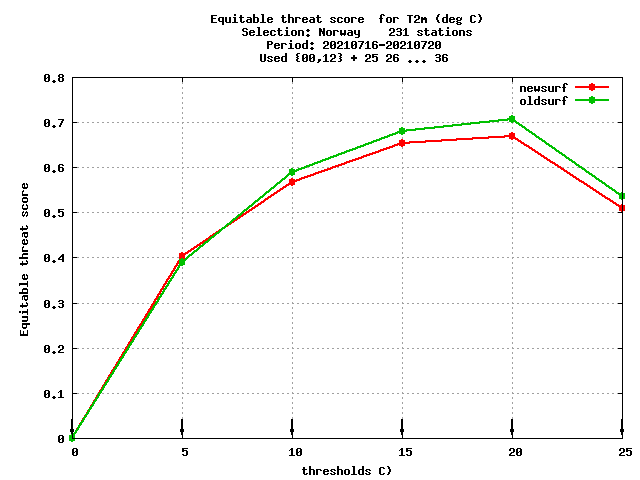 Equitable threat score  for T2m (deg C)
Selection: Norway    231 stations
Period: 20210716-20210720
Used {00,12} + 25 26 ... 36
newsurf
oldsurf
0.8
0.7
0.6
0.5
0.4
0.3
0.2
0.1
0
Equitable threat score
0 5 10 15 20 25
thresholds C)